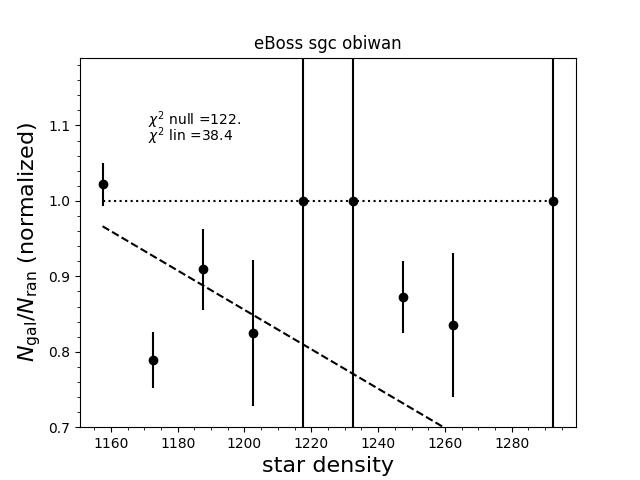 eBoss sgc obiwan
χ² null =122.
χ² lin =38.4
N_gal/N_ran (normalized)
1.1
1.0
0.9
0.8
0.7
1160 1180 1200 1220 1240 1260 1280
star density